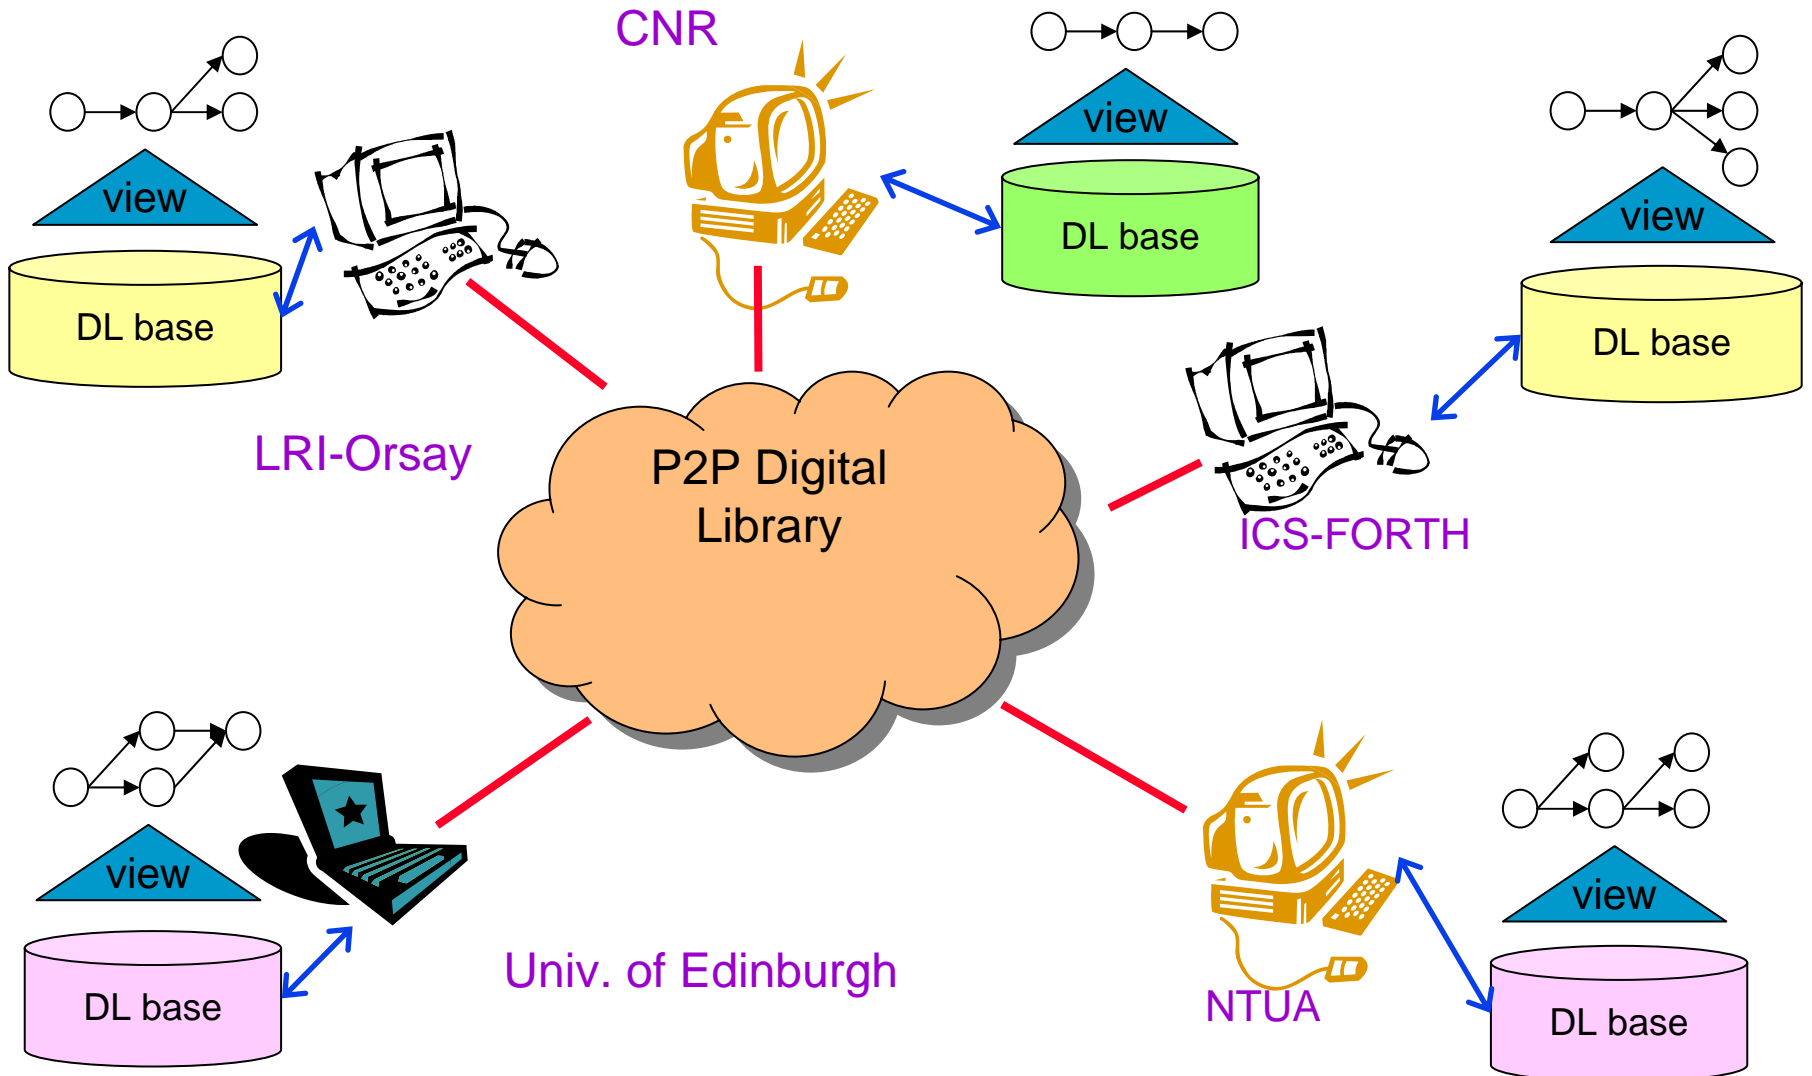 CNR
view
view
view
DL base
DL base
DL base
LRI-Orsay
P2P Digital
Library
ICS-FORTH
view
view
Univ. of Edinburgh
NTUA
DL base
DL base